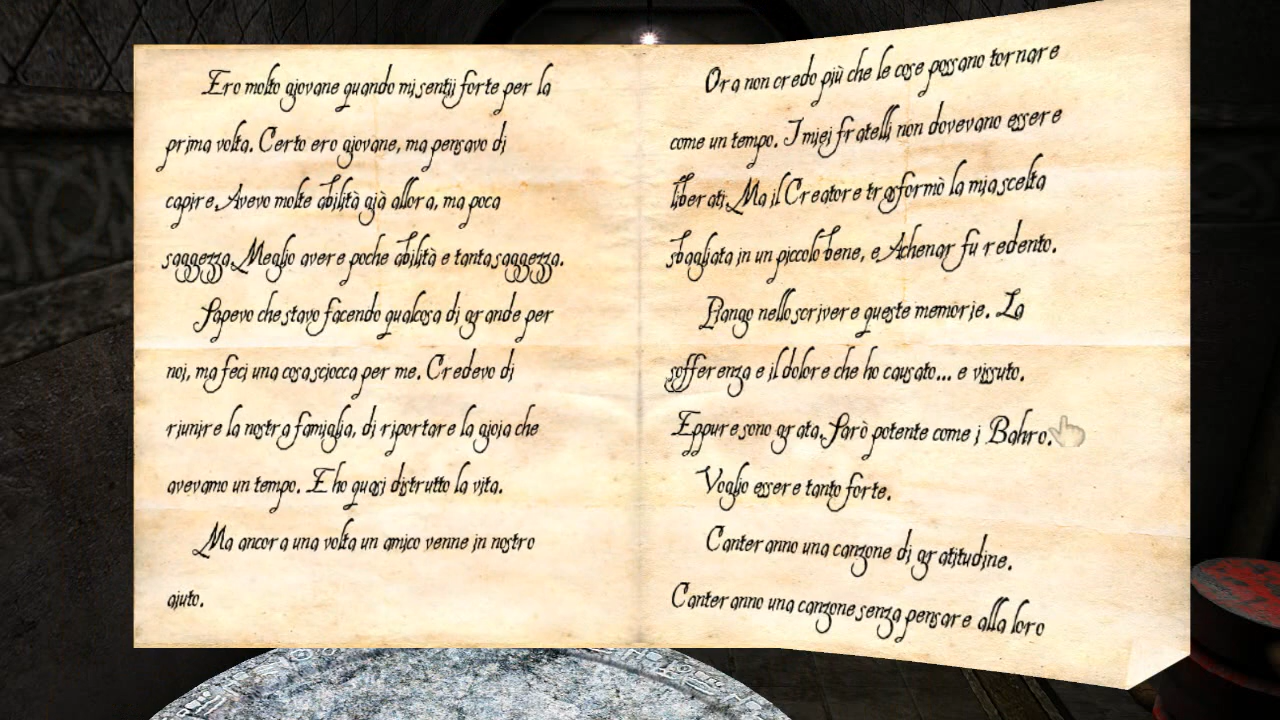 Ero molto giovane quando mi sentii forte per la
prima volta. Certo ero giovane, ma pensavo di
capire. Avevo molte abilità già allora, ma poca
saggezza. Meglio avere poche abilità e tanta saggezza.
Sapevo che stavo facendo qualcosa di grande per
noi, ma feci una cosa sciocca per me. Credevo di
riunire la nostra famiglia, di riportare la gioia che
avevamo un tempo. E ho quasi distrutto la vita.
Ma ancora una volta un amico venne in nostro
aiuto.
Ora non credo più che le cose possano tornare
come un tempo. I miei fratelli non dovevano essere
liberati. Ma il Creatore trasformò la mia scelta
sbagliata in un piccolo bene, e Achenar fu redento.
Piango nello scrivere queste memorie. La
sofferenza e il dolore che ho causato... e vissuto.
Eppure sono grata. Sarò potente come i Bahro.
Voglio essere tanto forte.
Canteranno una canzone di gratitudine.
Canteranno una canzone senza pensare alla loro